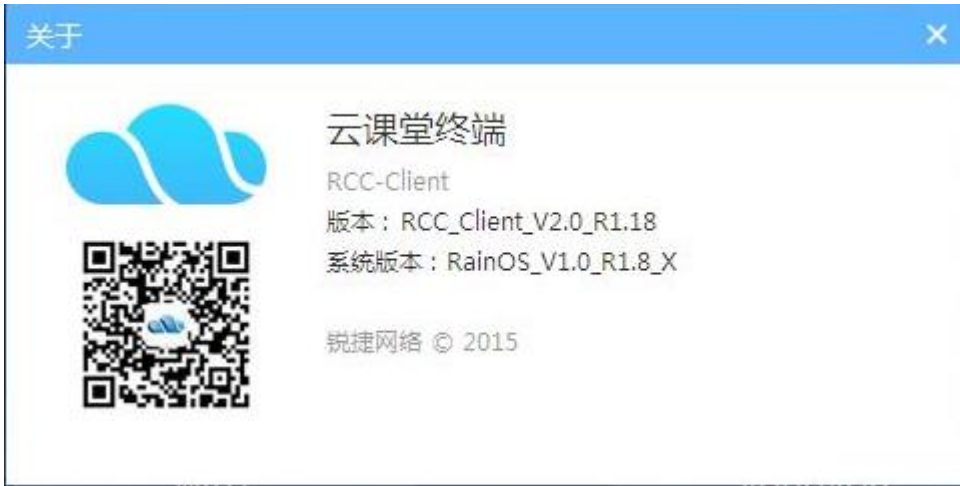 关于
云课堂终端
RCC-Client
版本：RCC_Client_V2.0_R1.18
系统版本：RainOS_V1.0_R1.8_X
锐捷网络 © 2015